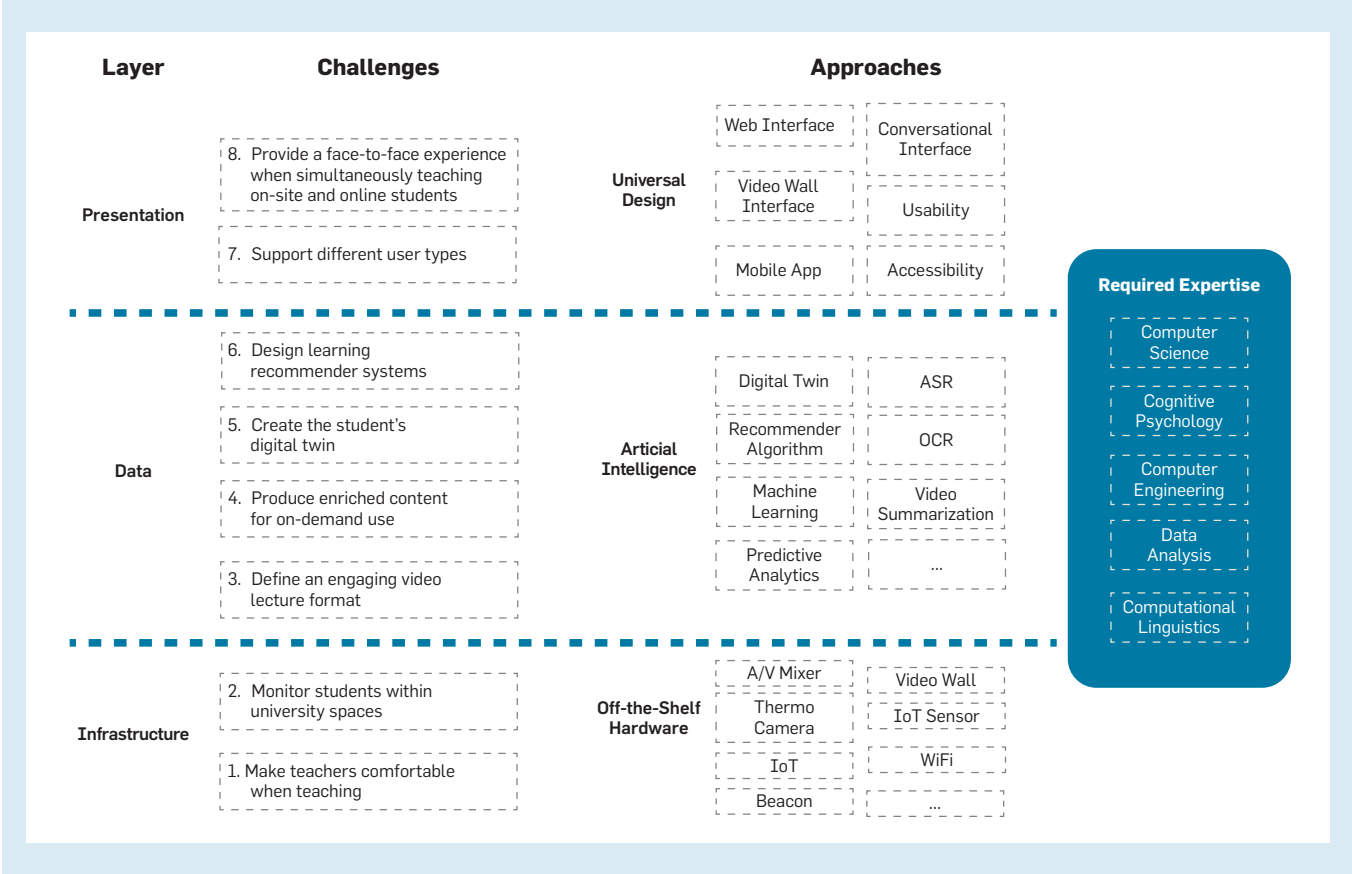 Layer
Challenges
Approaches
Presentation
8. Provide a face-to-face experience
when simultaneously teaching
on-site and online students
7. Support different user types
Universal
Design
Web Interface
Conversational
Interface
Video Wall
Interface
Usability
Mobile App
Accessibility
Data
6. Design learning
recommender systems
5. Create the student's
digital twin
4. Produce enriched content
for on-demand use
3. Define an engaging video
lecture format
Articial
Intelligence
Digital Twin
ASR
Recommender
Algorithm
OCR
Machine
Learning
Video
Summarization
Predictive
Analytics
...
Infrastructure
2. Monitor students within
university spaces
1. Make teachers comfortable
when teaching
Off-the-Shelf
Hardware
A/V Mixer
Video Wall
Thermo
Camera
IoT Sensor
IoT
WiFi
Beacon
...
Required Expertise
Computer
Science
Cognitive
Psychology
Computer
Engineering
Data
Analysis
Computational
Linguistics